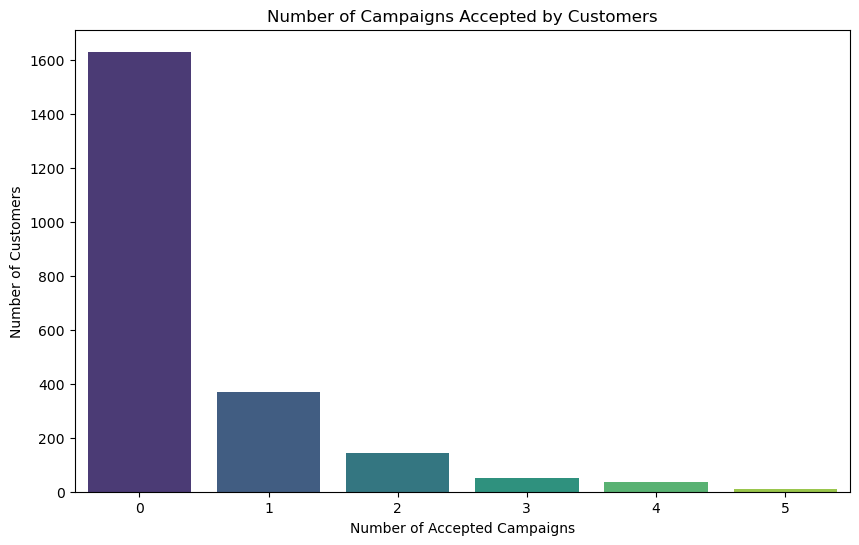 Number of Campaigns Accepted by Customers
Number of Customers
1600
1400
1200
1000
800
600
400
200
0
0 1 2 3 4 5
Number of Accepted Campaigns